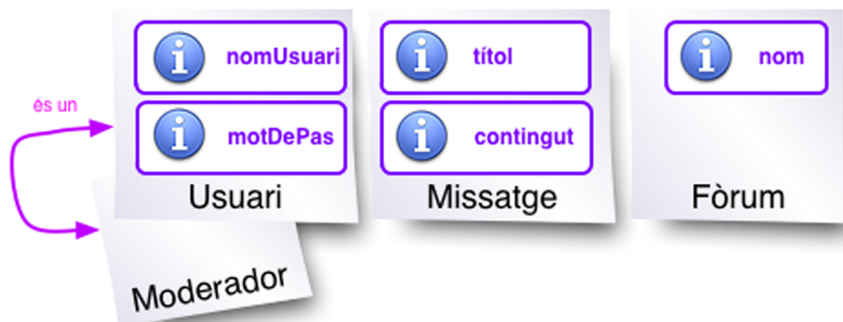 nomUsuari
motDePas
Usuari
títol
contingut
Missatge
nom
Fòrum
és un
Moderador